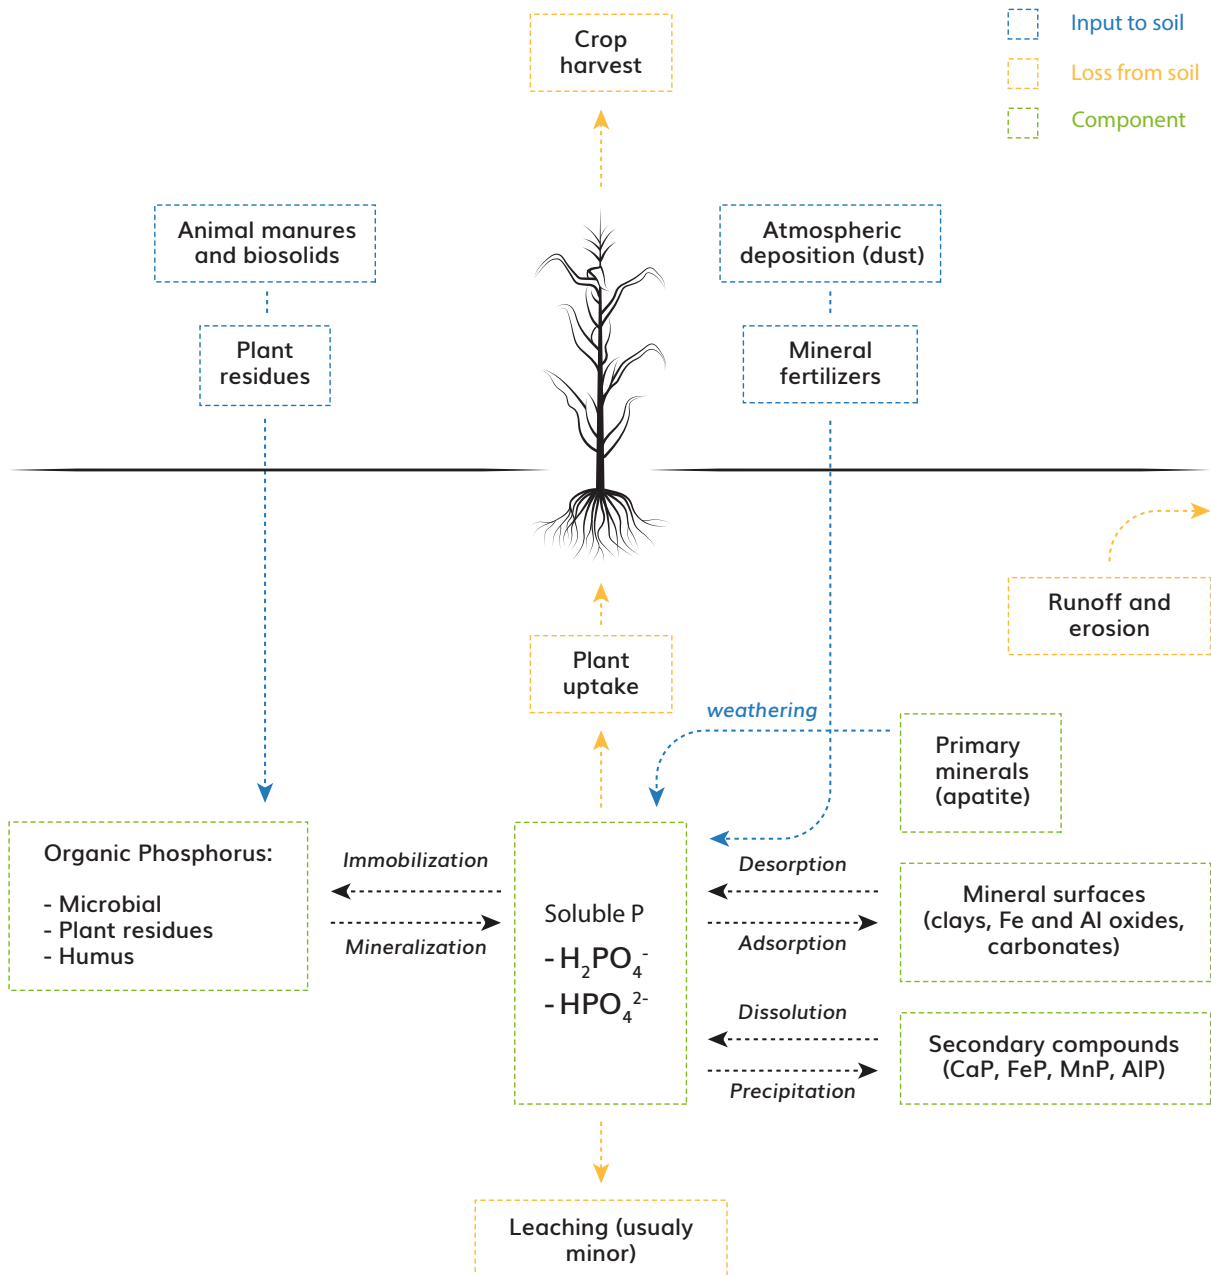 Crop
harvest
Input to soil
Loss from soil
Component
Animal manures
and biosolids
Atmospheric
deposition (dust)
Plant
residues
Mineral
fertilizers
Runoff and
erosion
Plant
uptake
weathering
Primary
minerals
(apatite)
Organic Phosphorus:
- Microbial
- Plant residues
- Humus
Immobilization
Mineralization
Soluble P
- H₂PO₄⁻
- HPO₄²⁻
Desorption
Adsorption
Mineral surfaces
(clays, Fe and Al oxides,
carbonates)
Dissolution
Precipitation
Secondary compounds
(CaP, FeP, MnP, AlP)
Leaching (usualy
minor)